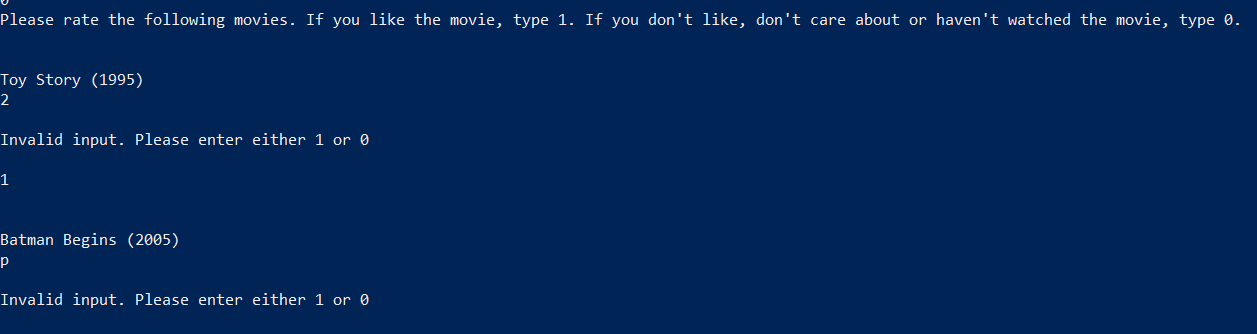 0
Please rate the following movies. If you like the movie, type 1. If you don't like, don't care about or haven't watched the movie, type 0.
Toy Story (1995)
2
Invalid input. Please enter either 1 or 0
1
Batman Begins (2005)
p
Invalid input. Please enter either 1 or 0